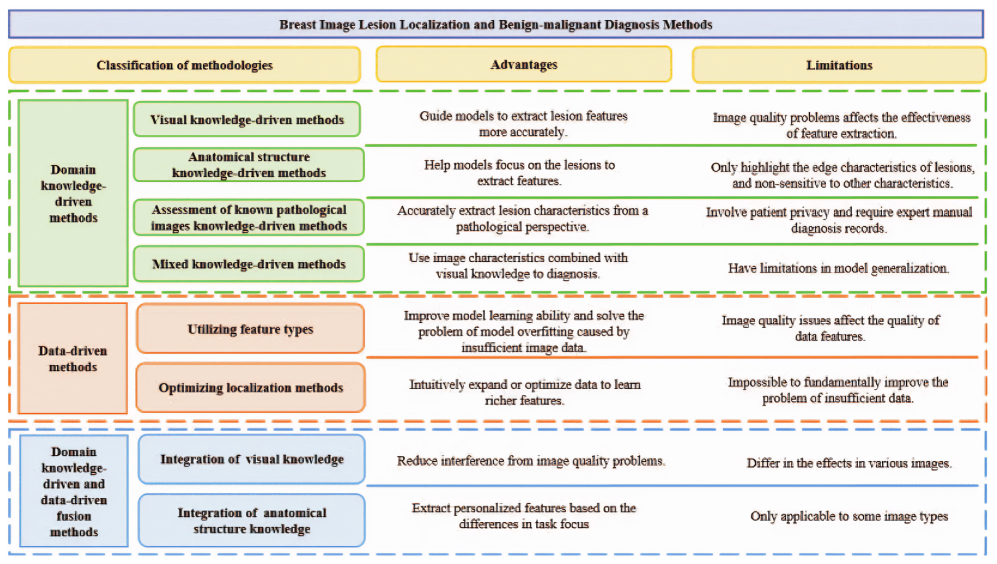 Breast Image Lesion Localization and Benign-malignant Diagnosis Methods
Classification of methodologies
Advantages
Limitations
Domain
knowledge-
driven
methods
Visual knowledge-driven methods
Guide models to extract lesion features
more accurately.
Image quality problems affects the effectiveness
of feature extraction.
Anatomical structure
knowledge-driven methods
Help models focus on the lesions to
extract features.
Only highlight the edge characteristics of lesions,
and non-sensitive to other characteristics.
Assessment of known pathological
images knowledge-driven methods
Accurately extract lesion characteristics from a
pathological perspective.
Involve patient privacy and require expert manual
diagnosis records.
Mixed knowledge-driven methods
Use image characteristics combined with
visual knowledge to diagnosis.
Have limitations in model generalization.
Data-driven
methods
Utilizing feature types
Improve model learning ability and solve the
problem of model overfitting caused by
insufficient image data.
Image quality issues affect the quality of
data features.
Optimizing localization methods
Intuitively expand or optimize data to learn
richer features.
Impossible to fundamentally improve the
problem of insufficient data.
Domain
knowledge-
driven and
data-driven
fusion
methods
Integration of visual knowledge
Reduce interference from image quality problems.
Differ in the effects in various images.
Integration of anatomical
structure knowledge
Extract personalized features based on the
differences in task focus
Only applicable to some image types